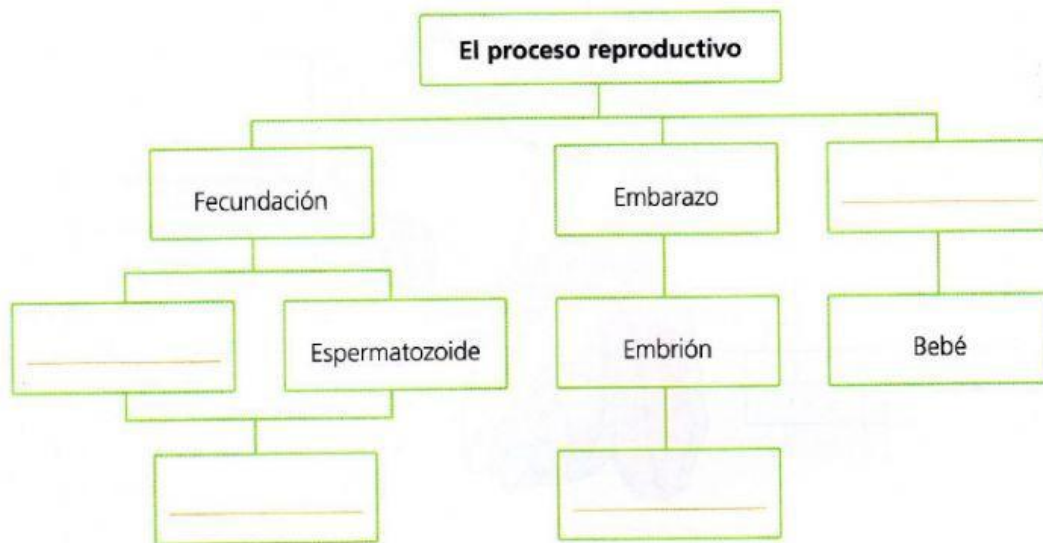 El proceso reproductivo
Fecundación
Embarazo
Espermatozoide
Embrión
Bebé